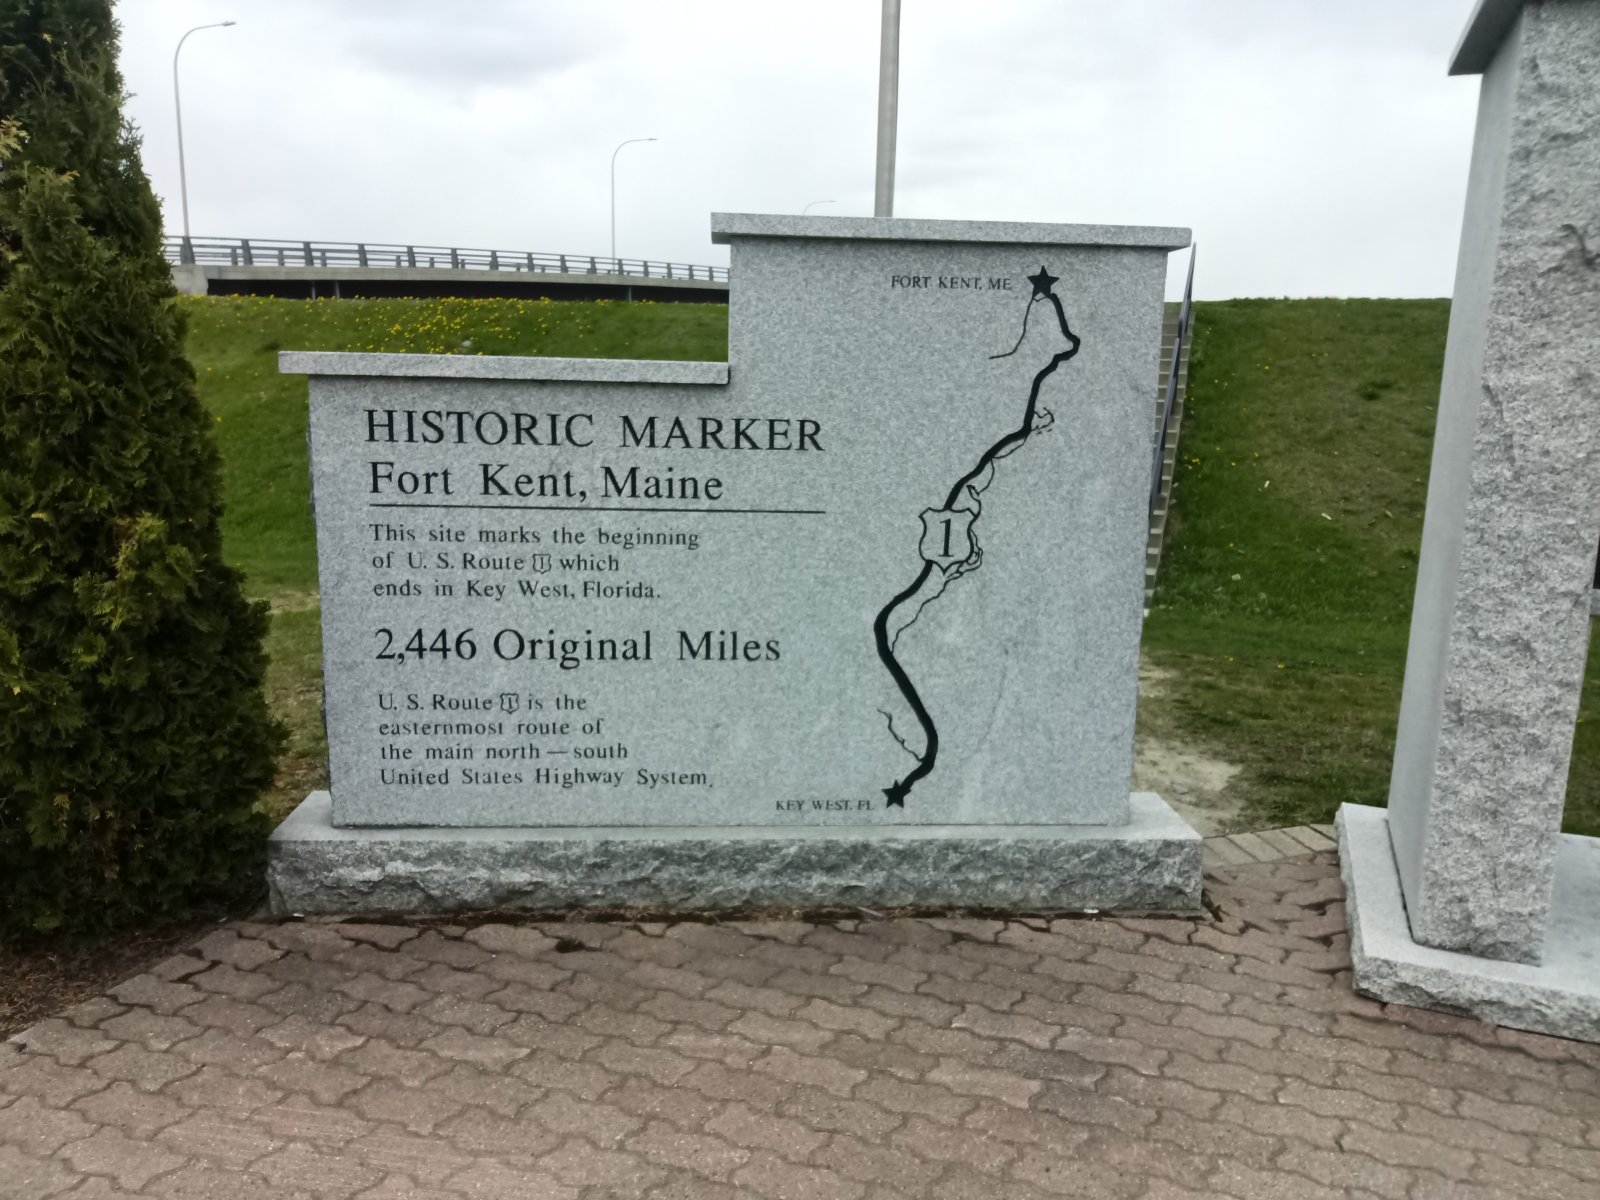 FORT KENT, ME
HISTORIC MARKER
Fort Kent, Maine
This site marks the beginning
of U. S. Route 1 which
ends in Key West, Florida.
1
2,446 Original Miles
U. S. Route 1 is the
easternmost route of
the main north — south
United States Highway System.
KEY WEST, FL